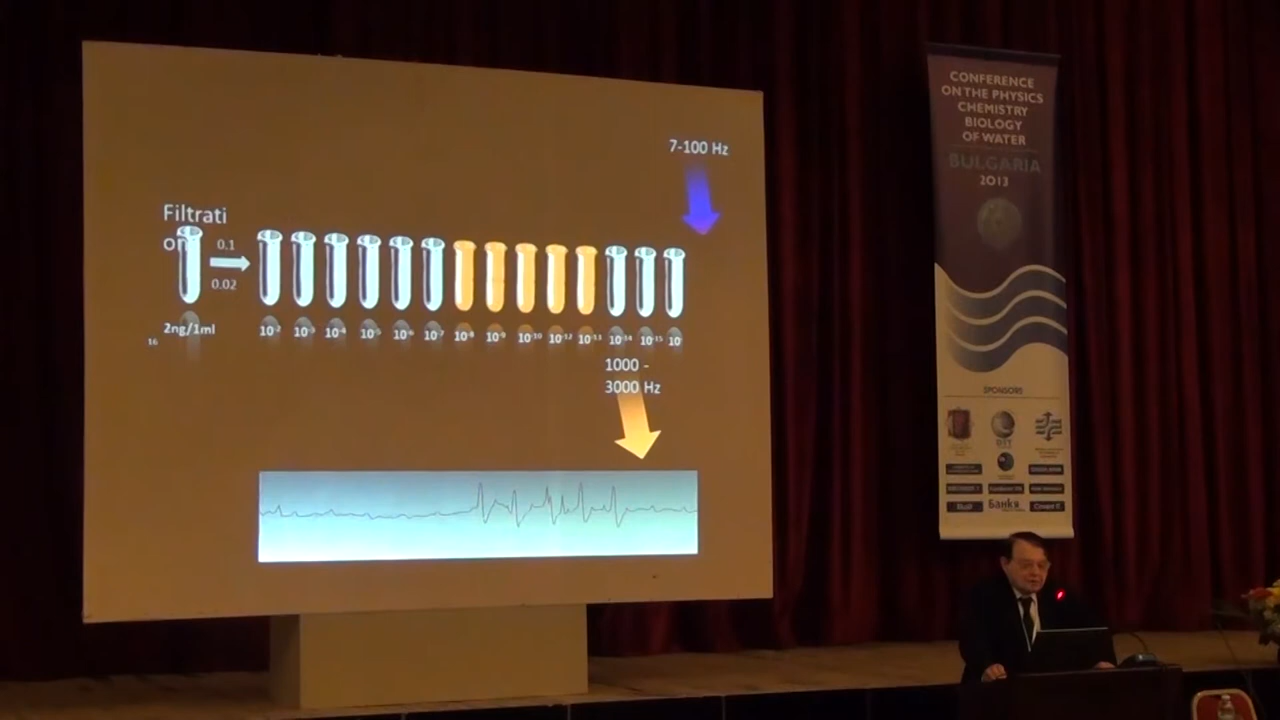 7-100 Hz
Filtrati
on
0.1
0.02
2ng/1ml
10-2 10-3 10-4 10-5 10-6 10-7 10-8 10-9 10-10 10-12 10-13 10-14 10-15 10-
16
1000 -
3000 Hz
CONFERENCE
ON THE PHYSICS
CHEMISTRY
BIOLOGY
OF WATER
BULGARIA
2013
SPONSORS
Банкя